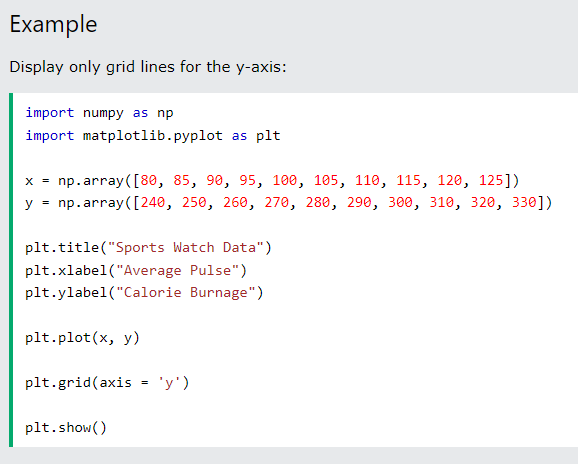 Example
Display only grid lines for the y-axis:
import numpy as np
import matplotlib.pyplot as plt
x = np.array([80, 85, 90, 95, 100, 105, 110, 115, 120, 125])
y = np.array([240, 250, 260, 270, 280, 290, 300, 310, 320, 330])
plt.title("Sports Watch Data")
plt.xlabel("Average Pulse")
plt.ylabel("Calorie Burnage")
plt.plot(x, y)
plt.grid(axis = 'y')
plt.show()